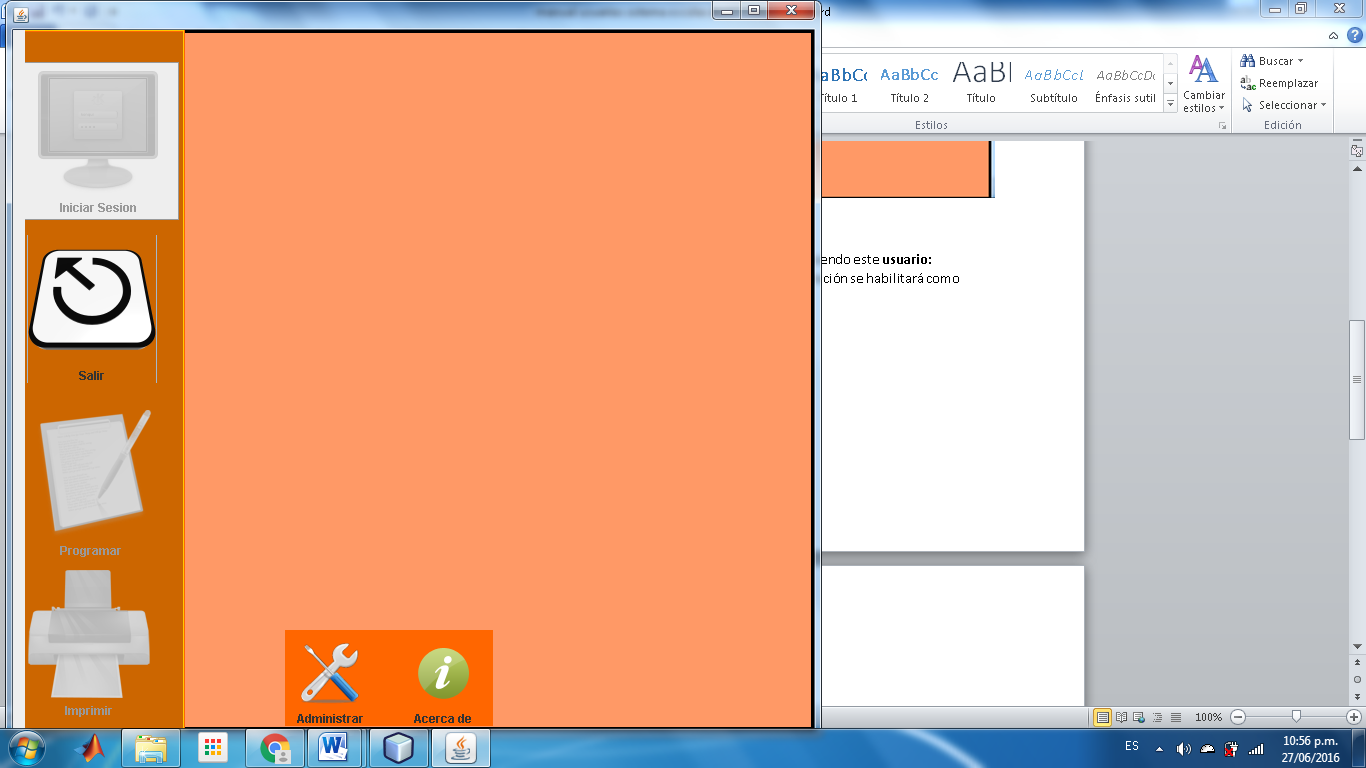 rd
Iniciar Sesion
Salir
Programar
Imprimir
Administrar
Acerca de
AaBbCc
AaBbCc
AaBl
AaBbCcl
AaBbCcDc
Título 1
Título 2
Título
Subtítulo
Énfasis sutil
Cambiar
estilos
Buscar
Reemplazar
Seleccionar
Estilos
Edición
endo este usuario:
ción se habilitará como
100%
ES
10:56 p.m.
27/06/2016